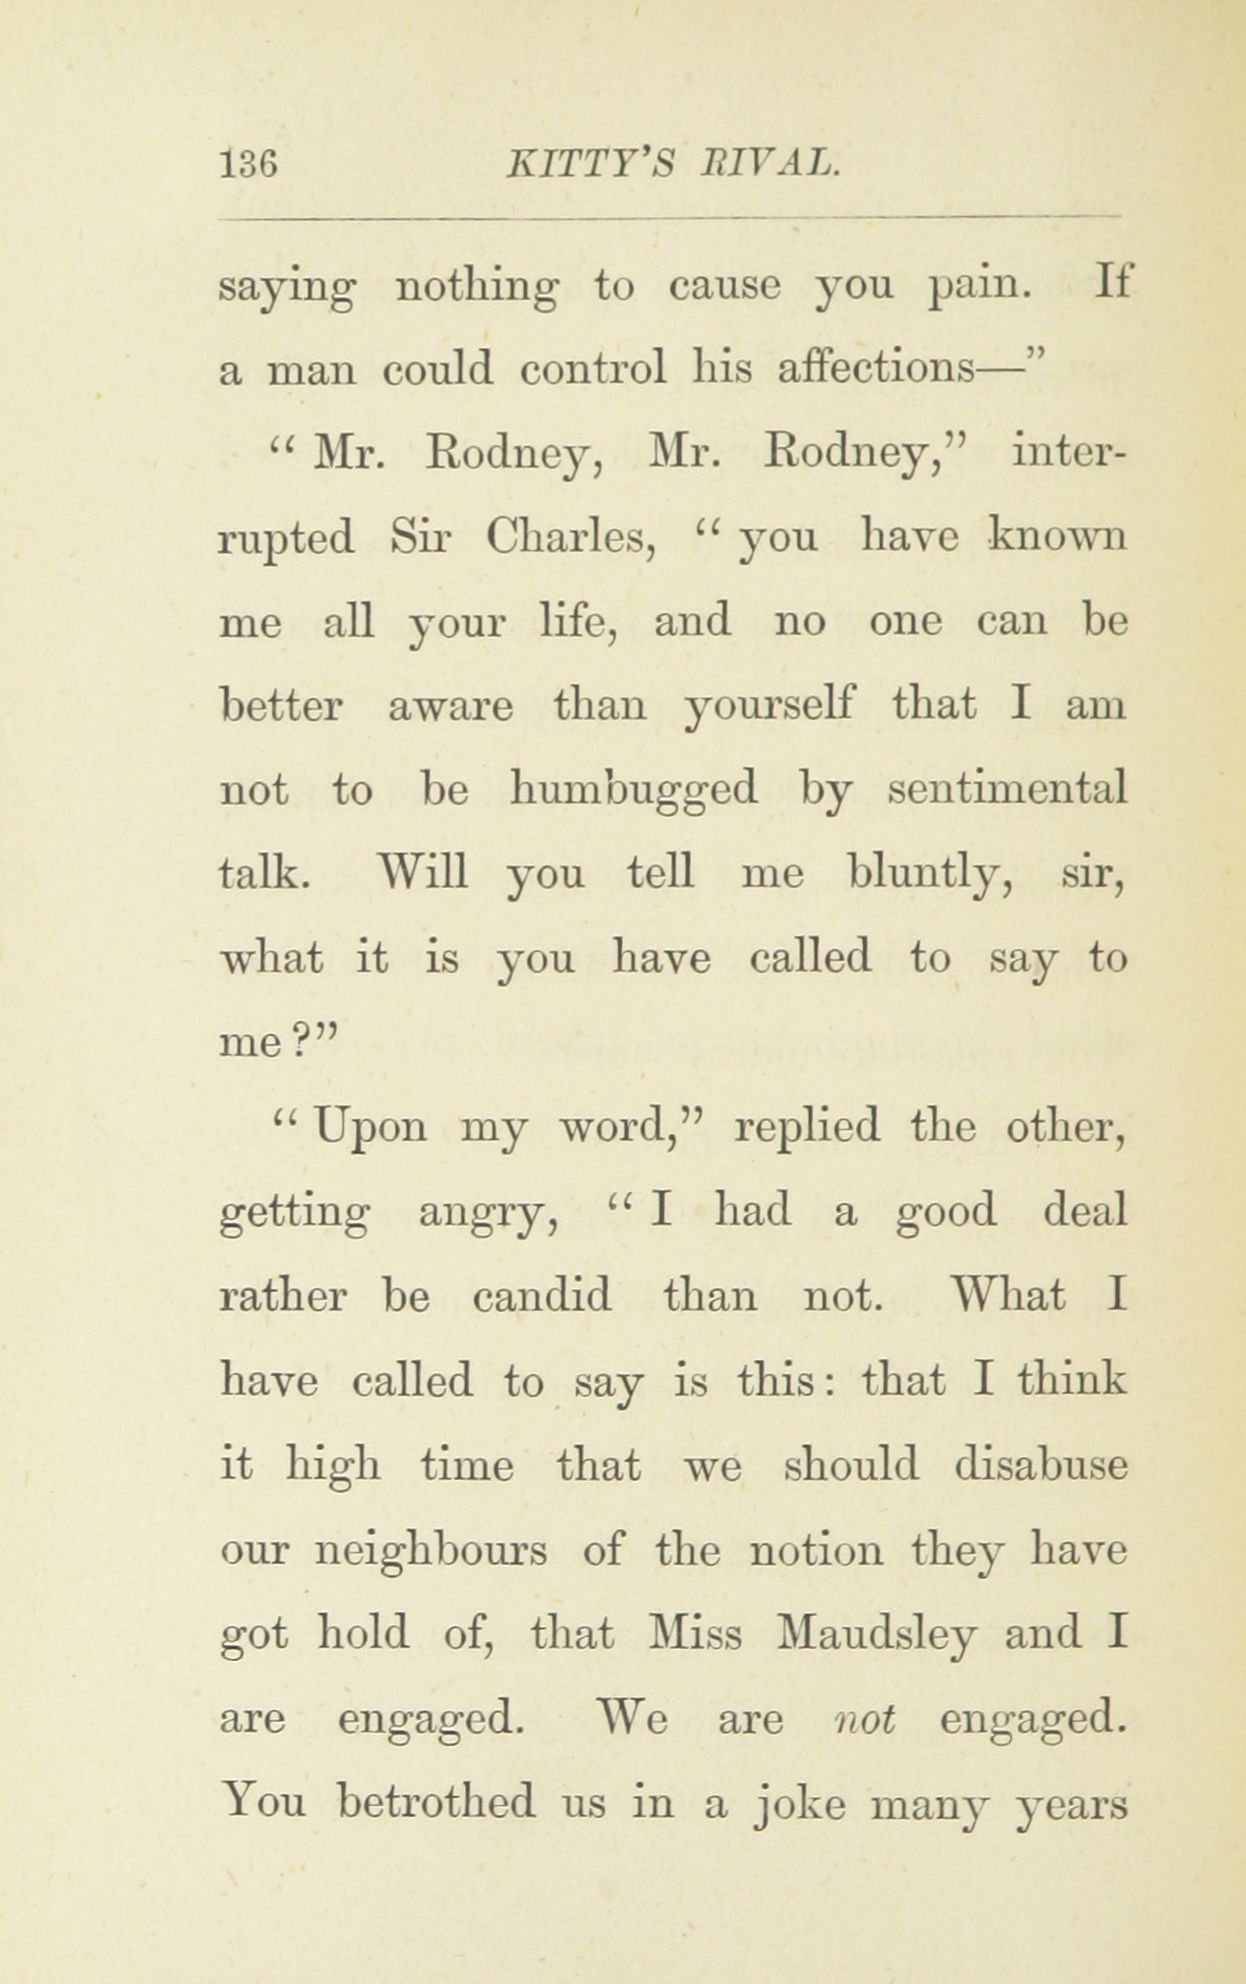 136 KITTY'S RIVAL.
saying nothing to cause you pain. If
a man could control his affections—”
“ Mr. Rodney, Mr. Rodney,” inter-
rupted Sir Charles, “ you have known
me all your life, and no one can be
better aware than yourself that I am
not to be humbugged by sentimental
talk. Will you tell me bluntly, sir,
what it is you have called to say to
me ?”
“ Upon my word,” replied the other,
getting angry, “ I had a good deal
rather be candid than not. What I
have called to say is this : that I think
it high time that we should disabuse
our neighbours of the notion they have
got hold of, that Miss Maudsley and I
are engaged. We are not engaged.
You betrothed us in a joke many years